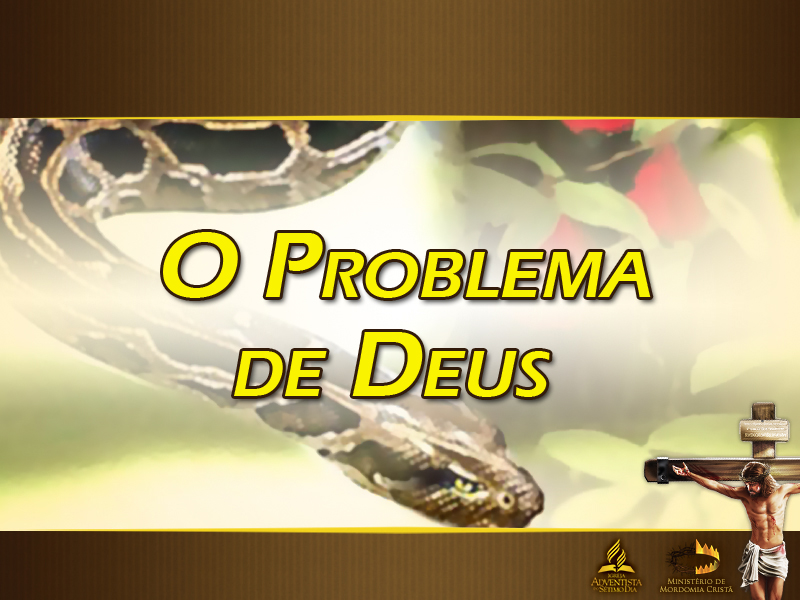 O PROBLEMA
DE DEUS
IGREJA
ADVENTISTA
DO SÉTIMO DIA
MINISTÉRIO DE
MORDOMIA CRISTÃ